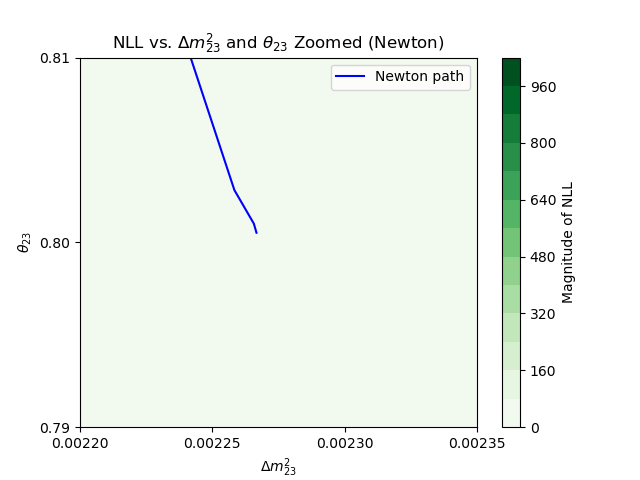 NLL vs. Δm²₂₃ and θ₂₃ Zoomed (Newton)
Newton path
0.81
0.80
0.79
θ₂₃
0.00220
0.00225
0.00230
0.00235
Δm²₂₃
960
800
640
480
320
160
0
Magnitude of NLL